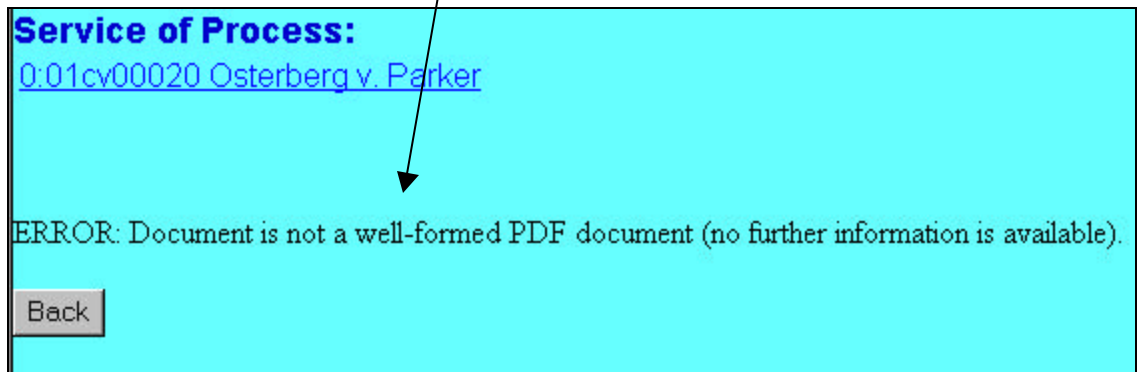 Service of Process:
0:01cv00020 Osterberg v. Parker
ERROR: Document is not a well-formed PDF document (no further information is available).
Back